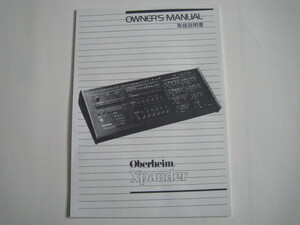 OWNER'S MANUAL
取扱説明書
Oberheim
Xpander